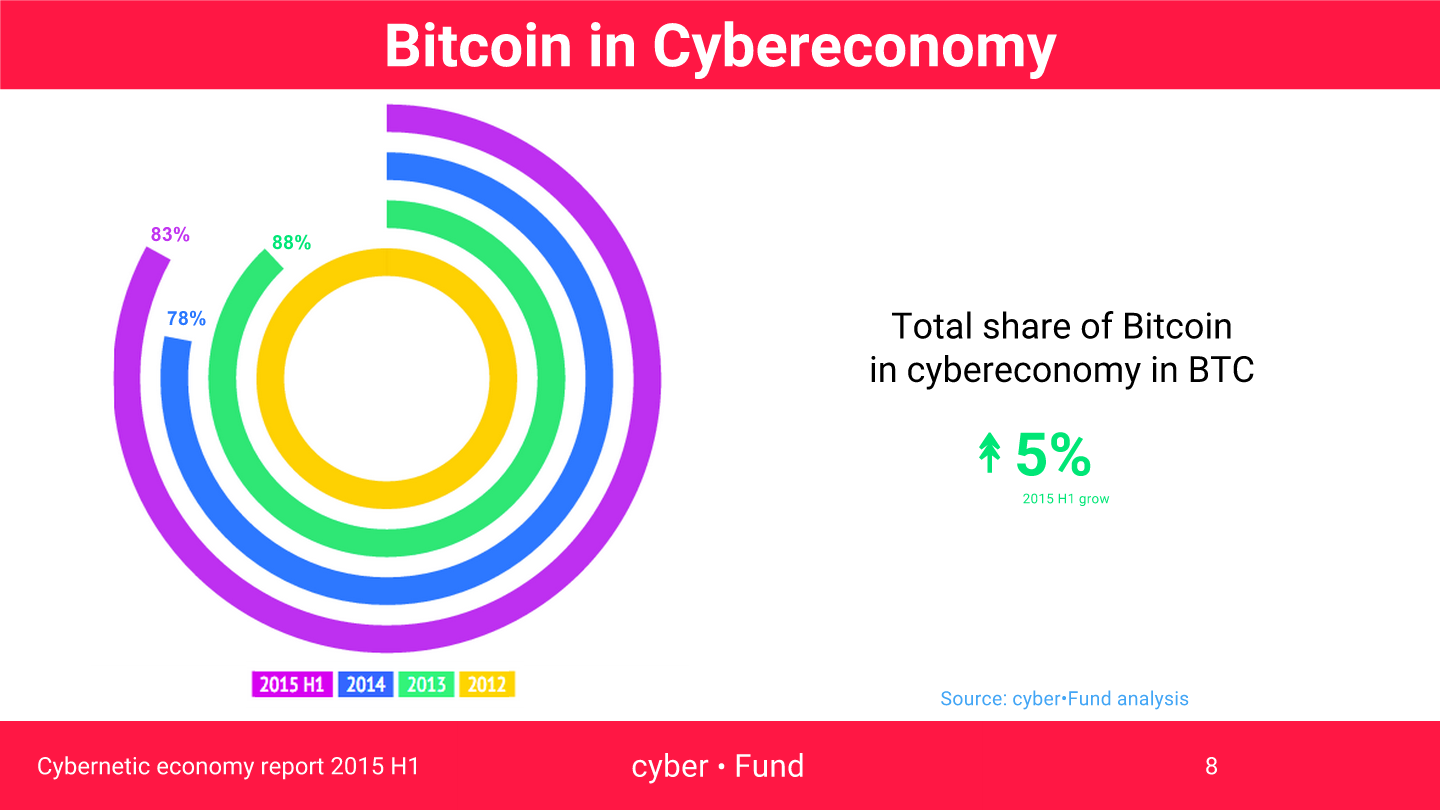 Bitcoin in Cybereconomy
83%
88%
78%
Total share of Bitcoin
in cybereconomy in BTC
5%
2015 H1 grow
2015 H1 2014 2013 2012
Source: cyber•Fund analysis
Cybernetic economy report 2015 H1 cyber • Fund 8